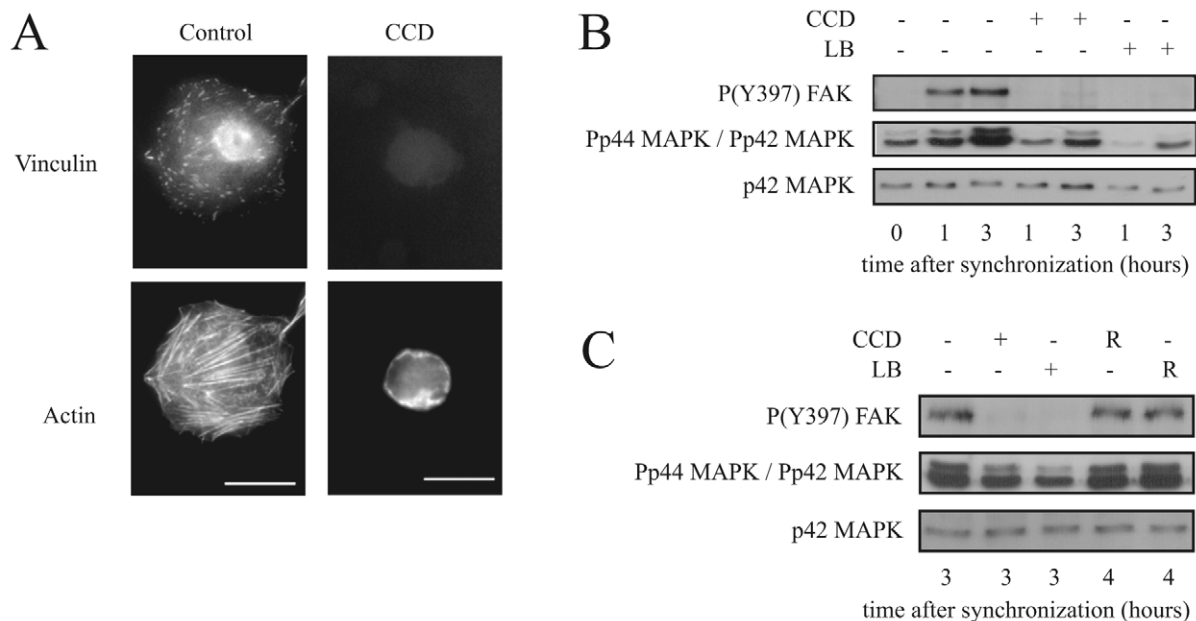 A
Control CCD
Vinculin
Actin
B
CCD - - - + + - -
LB - - - - - + +
P(Y397) FAK
Pp44 MAPK / Pp42 MAPK
p42 MAPK
0 1 3 1 3 1 3
time after synchronization (hours)
C
CCD - + - R -
LB - - + - R
P(Y397) FAK
Pp44 MAPK / Pp42 MAPK
p42 MAPK
3 3 3 4 4
time after synchronization (hours)